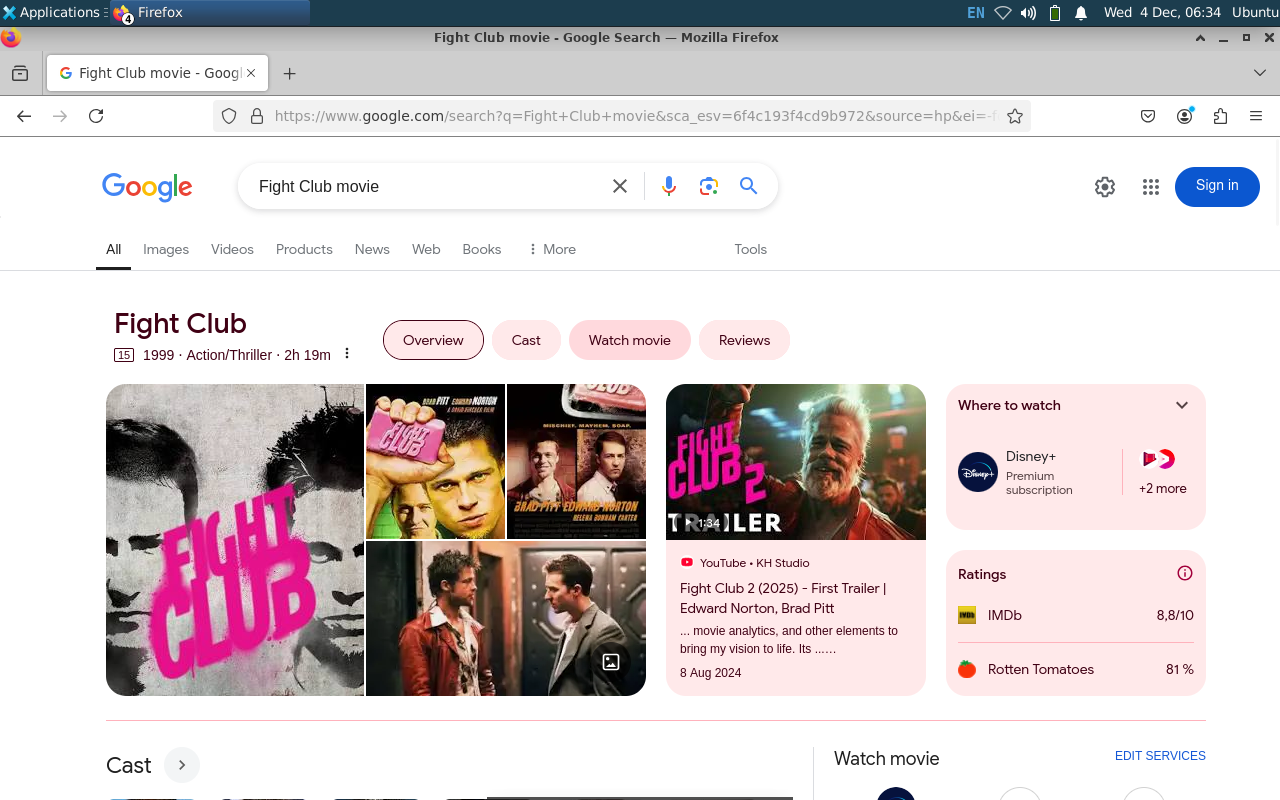 Applications
4
Firefox
EN
Wed 4 Dec, 06:34
Ubuntu
Fight Club movie - Google Search — Mozilla Firefox
Fight Club movie - Googl
https://www.google.com/search?q=Fight+Club+movie&sca_esv=6f4c193f4cd9b972&source=hp&ei=-
Google
Fight Club movie
Sign in
All
Images
Videos
Products
News
Web
Books
More
Tools
Fight Club
15
1999 · Action/Thriller · 2h 19m
Overview
Cast
Watch movie
Reviews
FIGHT CLUB
BRAD PITT EDWARD NORTON
CLUB
CLUB
MISCHIEF. MAYHEM. SOAP.
BRAD PITT EDWARD NORTON
HELENA BONHAM CARTER
FIGHT CLUB 2
TRAILER
1:34
YouTube • KH Studio
Fight Club 2 (2025) - First Trailer |
Edward Norton, Brad Pitt
... movie analytics, and other elements to
bring my vision to life. Its ...…
8 Aug 2024
Where to watch
Disney+
Disney+
Premium
subscription
+2 more
Ratings
IMDb
IMDb
8,8/10
Rotten Tomatoes
81 %
Cast
Watch movie
EDIT SERVICES